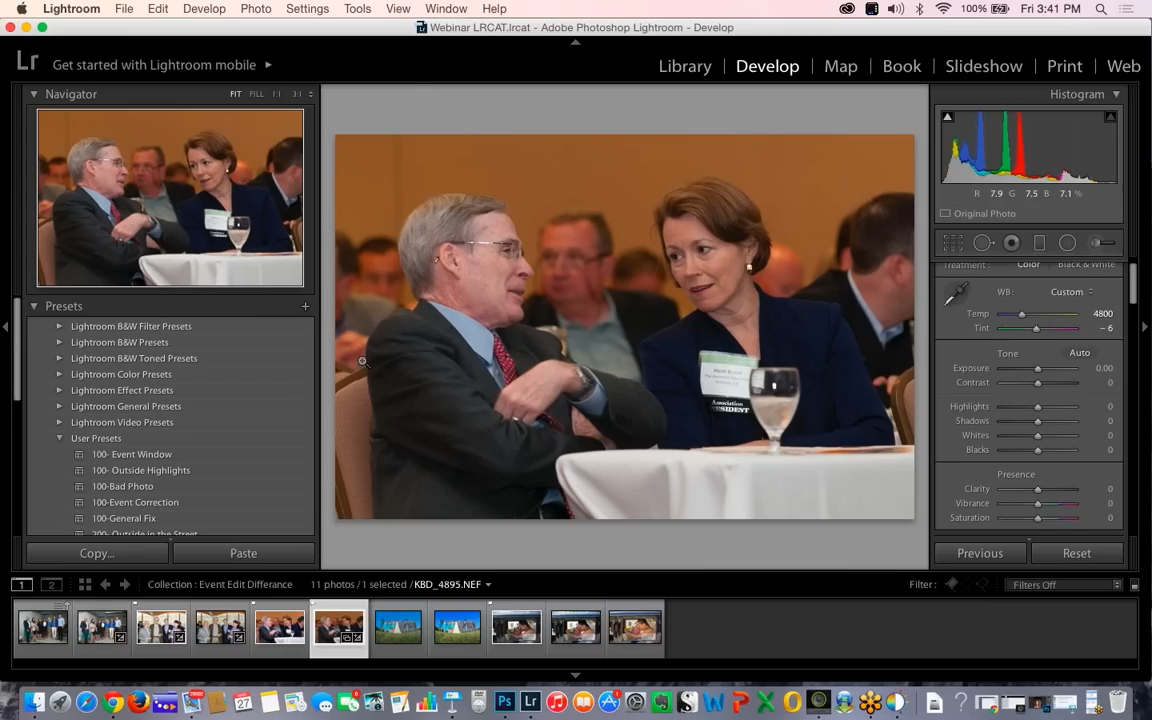 Lightroom File Edit Develop Photo Settings Tools View Window Help 100% Fri 3:41 PM
Webinar LRCAT.lrcat - Adobe Photoshop Lightroom - Develop
Lr Get started with Lightroom mobile Library Develop Map Book Slideshow Print Web
Navigator FIT FILL 1:1 3:1
Histogram
R 7.9 G 7.5 B 7.1 %
Original Photo
Treatment: Color Black & White
WB: Custom
Temp 4800
Tint - 6
Tone Auto
Exposure 0.00
Contrast 0
Highlights 0
Shadows 0
Whites 0
Blacks 0
Presence
Clarity 0
Vibrance 0
Saturation 0
Presets +
Lightroom B&W Filter Presets
Lightroom B&W Presets
Lightroom B&W Toned Presets
Lightroom Color Presets
Lightroom Effect Presets
Lightroom General Presets
Lightroom Video Presets
User Presets
100- Event Window
100- Outside Highlights
100-Bad Photo
100-Event Correction
100-General Fix
200- Outside in the Street
Association
PRESIDENT
Copy... Paste
Previous Reset
1 2 Collection : Event Edit Difference 11 photos / 1 selected / KBD_4895.NEF Filter : Filters Off